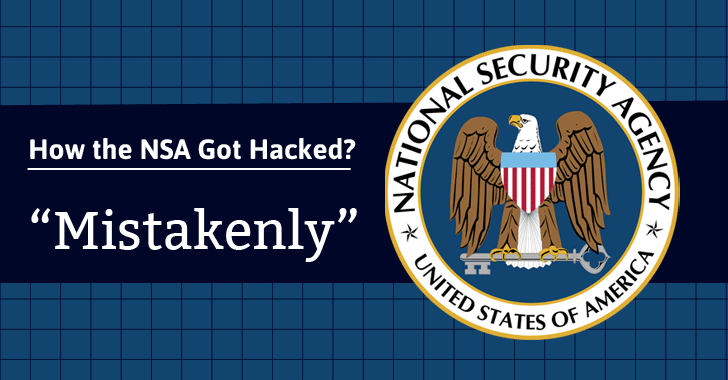 How the NSA Got Hacked?
“Mistakenly”
NATIONAL SECURITY AGENCY
UNITED STATES OF AMERICA